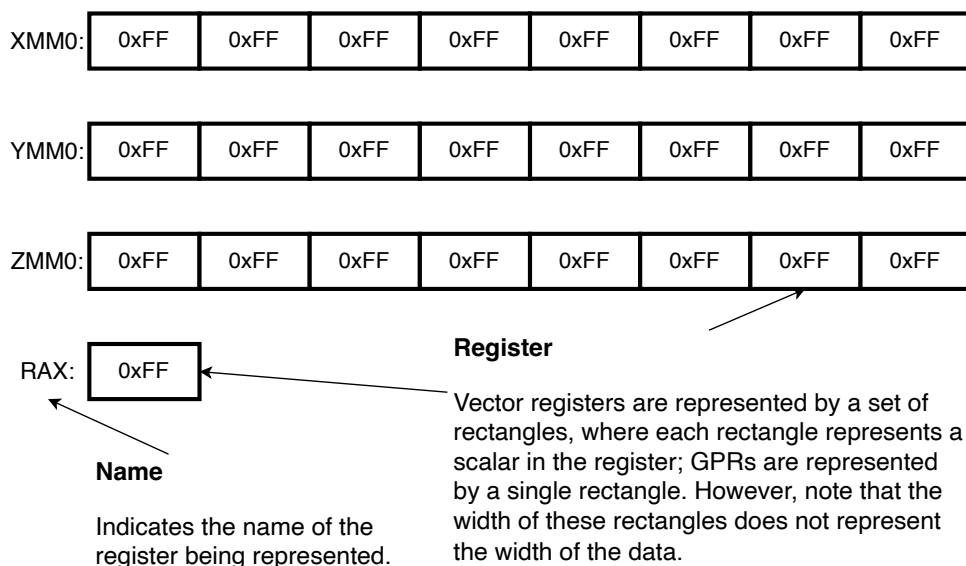 XMM0: 0xFF 0xFF 0xFF 0xFF 0xFF 0xFF 0xFF 0xFF
YMM0: 0xFF 0xFF 0xFF 0xFF 0xFF 0xFF 0xFF 0xFF
ZMM0: 0xFF 0xFF 0xFF 0xFF 0xFF 0xFF 0xFF 0xFF
RAX: 0xFF
Register
Vector registers are represented by a set of
rectangles, where each rectangle represents a
scalar in the register; GPRs are represented
by a single rectangle. However, note that the
width of these rectangles does not represent
the width of the data.
Name
Indicates the name of the
register being represented.